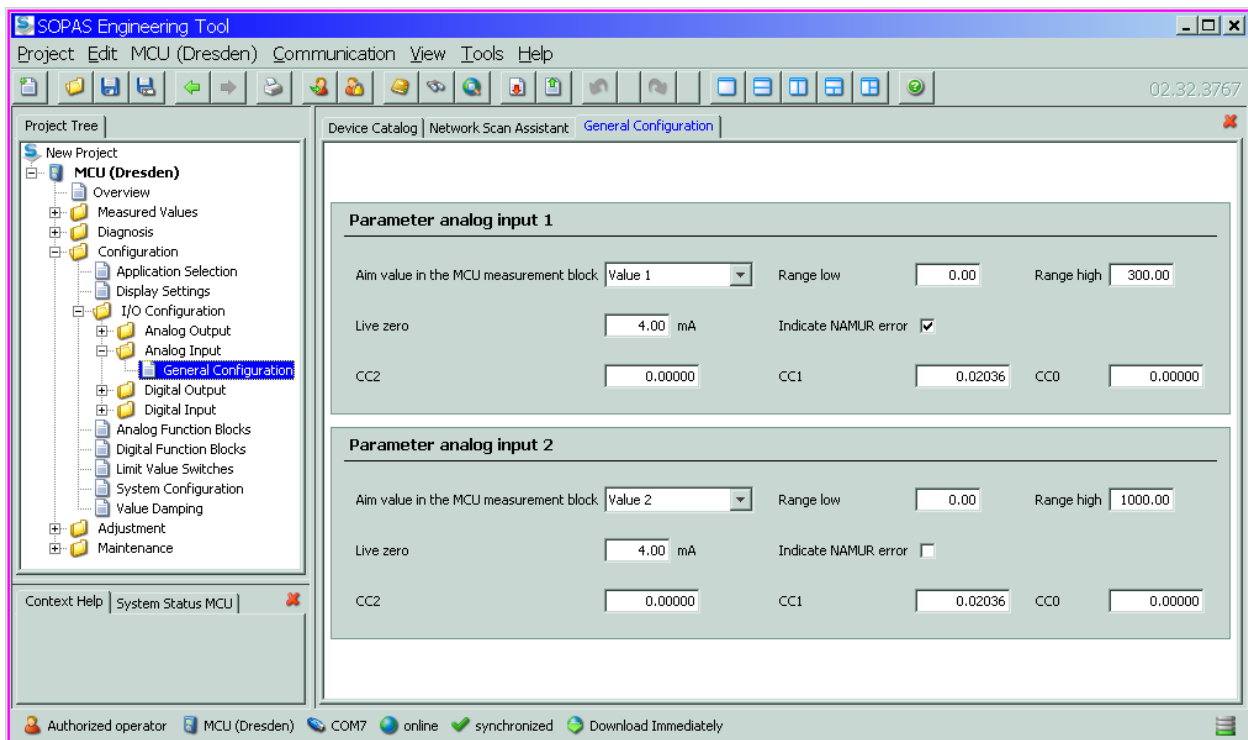 SOPAS Engineering Tool
Project Edit MCU (Dresden) Communication View Tools Help
02.32.3767
Project Tree
New Project
MCU (Dresden)
Overview
Measured Values
Diagnosis
Configuration
Application Selection
Display Settings
I/O Configuration
Analog Output
Analog Input
General Configuration
Digital Output
Digital Input
Analog Function Blocks
Digital Function Blocks
Limit Value Switches
System Configuration
Value Damping
Adjustment
Maintenance
Context Help System Status MCU
Device Catalog Network Scan Assistant General Configuration
Parameter analog input 1
Aim value in the MCU measurement block Value 1 Range low 0.00 Range high 300.00
Live zero 4.00 mA Indicate NAMUR error
CC2 0.00000 CC1 0.02036 CC0 0.00000
Parameter analog input 2
Aim value in the MCU measurement block Value 2 Range low 0.00 Range high 1000.00
Live zero 4.00 mA Indicate NAMUR error
CC2 0.00000 CC1 0.02036 CC0 0.00000
Authorized operator MCU (Dresden) COM7 online synchronized Download Immediately